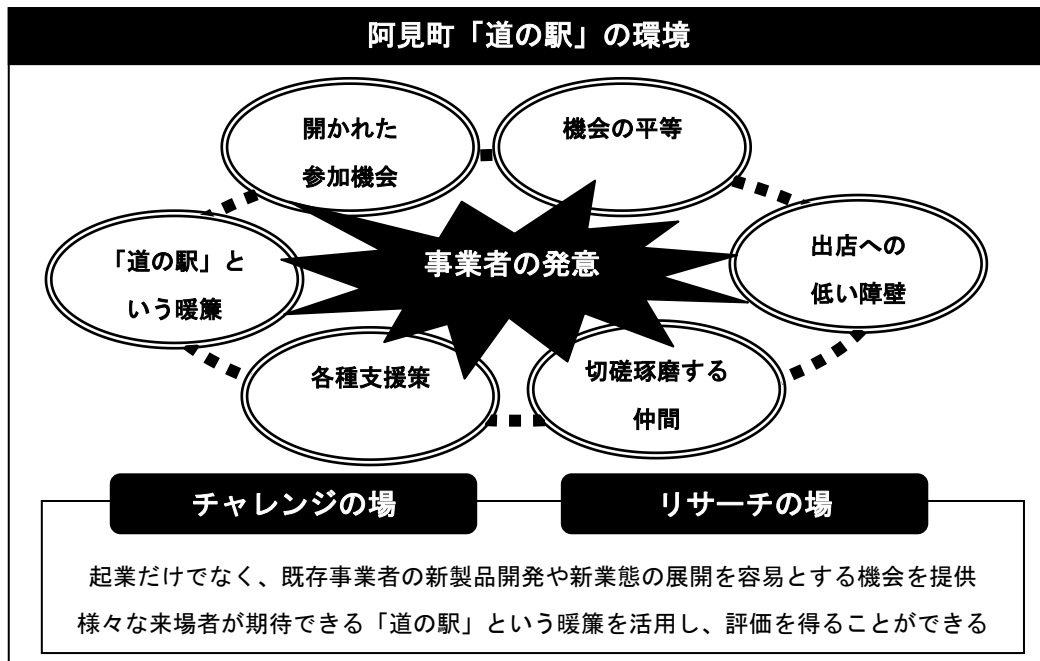 阿見町「道の駅」の環境
開かれた
参加機会
機会の平等
「道の駅」と
いう暖簾
事業者の発意
出店への
低い障壁
各種支援策
切磋琢磨する
仲間
チャレンジの場
リサーチの場
起業だけでなく、既存事業者の新製品開発や新業態の展開を容易とする機会を提供
様々な来場者が期待できる「道の駅」という暖簾を活用し、評価を得ることができる